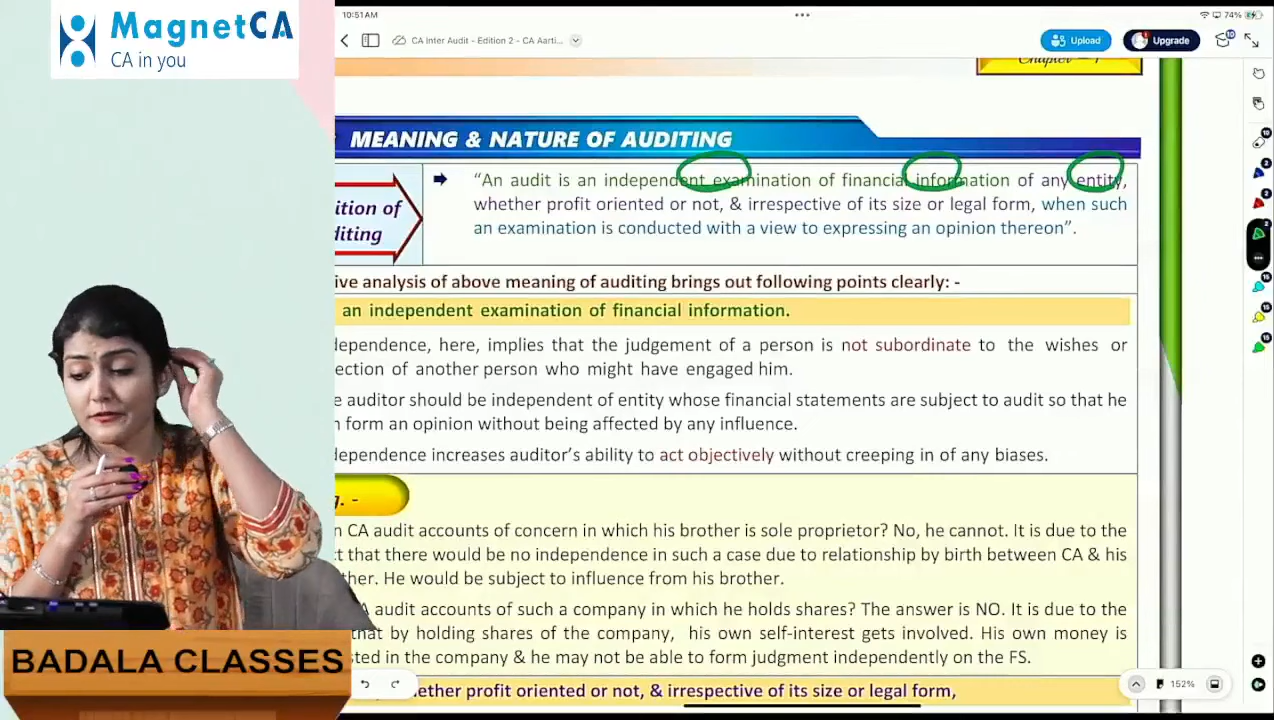 10:51 AM
74%
MagnetCA
CA in you
CA inter Audit - Edition 2 - CA Aarti...
Upload
Upgrade
10
Chapter - 1
MEANING & NATURE OF AUDITING
ition of
diting
"An audit is an independent examination of financial information of any entity,
whether profit oriented or not, & irrespective of its size or legal form, when such
an examination is conducted with a view to expressing an opinion thereon".
ive analysis of above meaning of auditing brings out following points clearly: -
an independent examination of financial information.
dependence, here, implies that the judgement of a person is not subordinate to the wishes or
ection of another person who might have engaged him.
e auditor should be independent of entity whose financial statements are subject to audit so that he
n form an opinion without being affected by any influence.
dependence increases auditor's ability to act objectively without creeping in of any biases.
g. -
n CA audit accounts of concern in which his brother is sole proprietor? No, he cannot. It is due to the
ct that there would be no independence in such a case due to relationship by birth between CA & his
ther. He would be subject to influence from his brother.
A audit accounts of such a company in which he holds shares? The answer is NO. It is due to the
that by holding shares of the company, his own self-interest gets involved. His own money is
sted in the company & he may not be able to form judgment independently on the FS.
ether profit oriented or not, & irrespective of its size or legal form,
152%
BADALA CLASSES